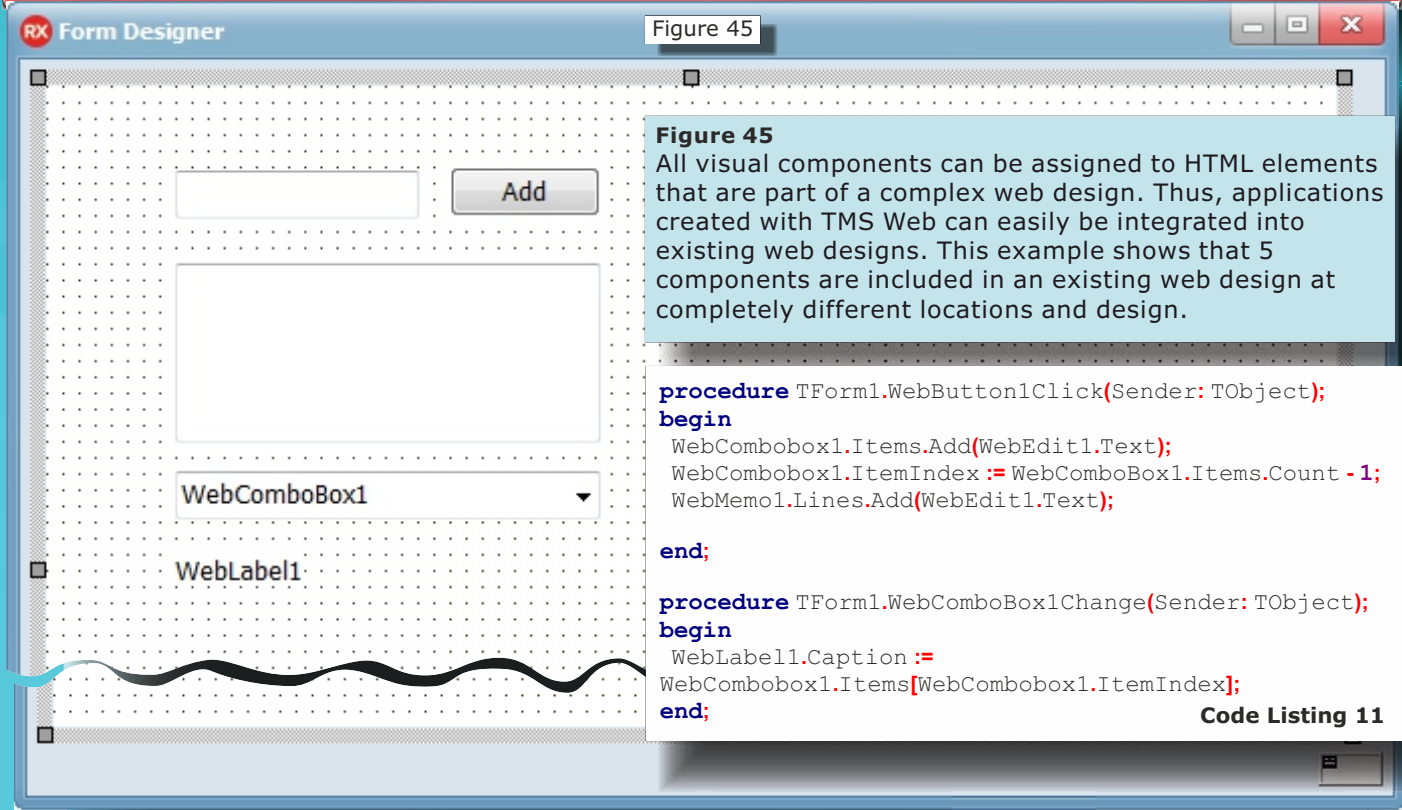 RX Form Designer
Figure 45
Add
WebComboBox1
WebLabel1
Figure 45
All visual components can be assigned to HTML elements
that are part of a complex web design. Thus, applications
created with TMS Web can easily be integrated into
existing web designs. This example shows that 5
components are included in an existing web design at
completely different locations and design.
procedure TForm1.WebButton1Click(Sender: TObject);
begin
WebCombobox1.Items.Add(WebEdit1.Text);
WebCombobox1.ItemIndex := WebComboBox1.Items.Count - 1;
WebMemo1.Lines.Add(WebEdit1.Text);
end;
procedure TForm1.WebComboBox1Change(Sender: TObject);
begin
WebLabel1.Caption :=
WebCombobox1.Items[WebCombobox1.ItemIndex];
end;
Code Listing 11